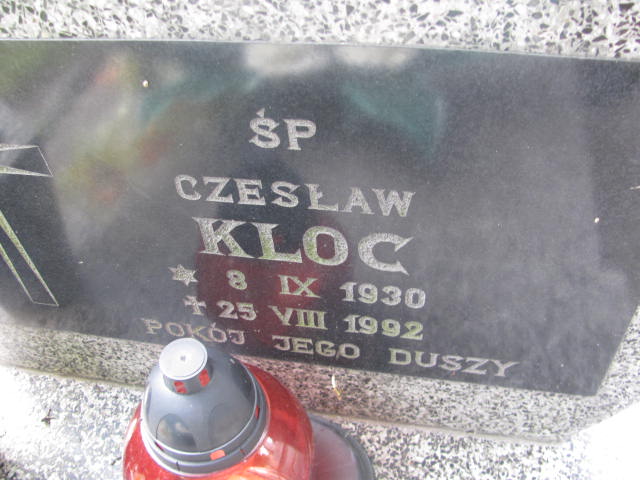 ŚP
CZESŁAW
KLOC
* 8 IX 1930
✝ 25 VIII 1992
POKÓJ JEGO DUSZY